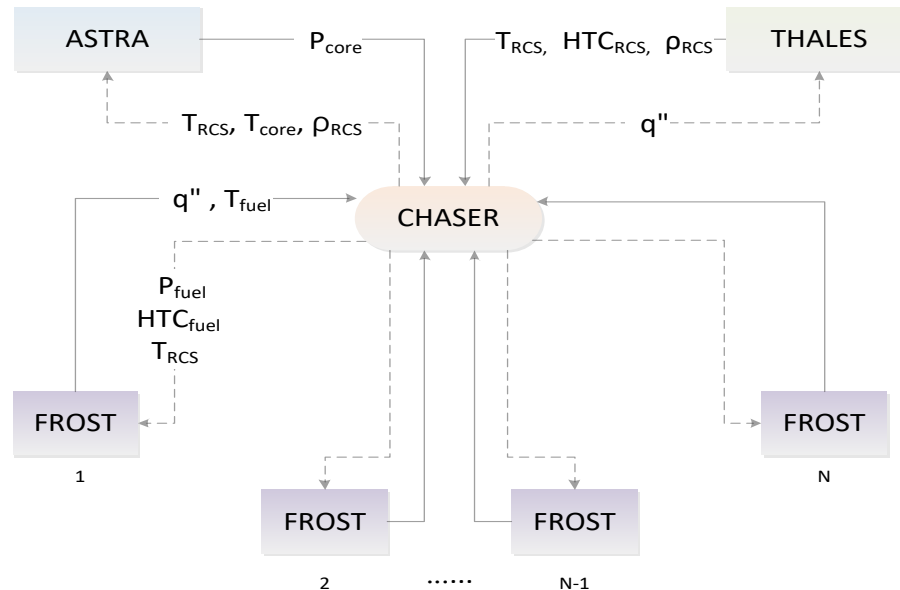 ASTRA
P_core
T_RCS, HTC_RCS, ρ_RCS
THALES
T_RCS, T_core, ρ_RCS
q"
CHASER
q" , T_fuel
P_fuel
HTC_fuel
T_RCS
FROST
1
FROST
N
FROST
FROST
2
......
N-1